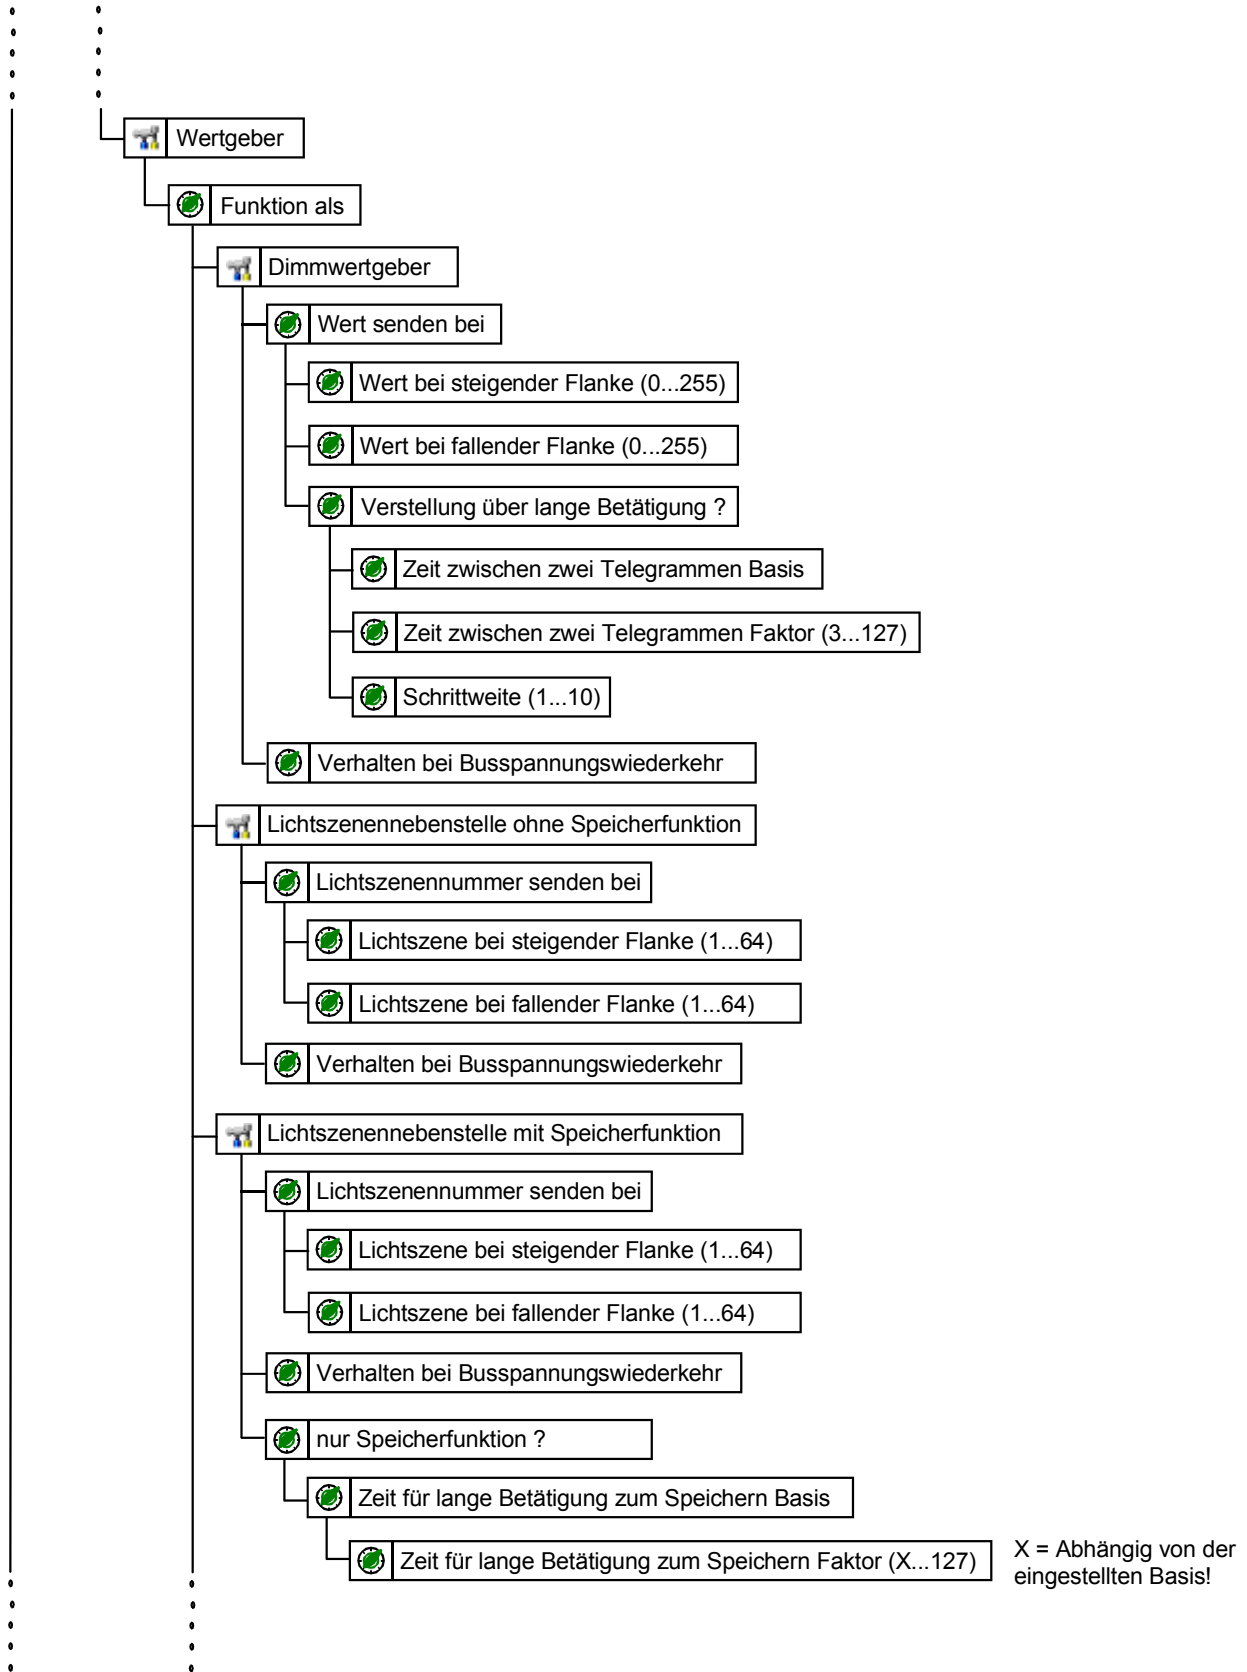 Wertgeber
Funktion als
Dimmwertgeber
Wert senden bei
Wert bei steigender Flanke (0...255)
Wert bei fallender Flanke (0...255)
Verstellung über lange Betätigung ?
Zeit zwischen zwei Telegrammen Basis
Zeit zwischen zwei Telegrammen Faktor (3...127)
Schrittweite (1...10)
Verhalten bei Busspannungswiederkehr
Lichtszenennebenstelle ohne Speicherfunktion
Lichtszenennummer senden bei
Lichtszene bei steigender Flanke (1...64)
Lichtszene bei fallender Flanke (1...64)
Verhalten bei Busspannungswiederkehr
Lichtszenennebenstelle mit Speicherfunktion
Lichtszenennummer senden bei
Lichtszene bei steigender Flanke (1...64)
Lichtszene bei fallender Flanke (1...64)
Verhalten bei Busspannungswiederkehr
nur Speicherfunktion ?
Zeit für lange Betätigung zum Speichern Basis
Zeit für lange Betätigung zum Speichern Faktor (X...127)
X = Abhängig von der
eingestellten Basis!